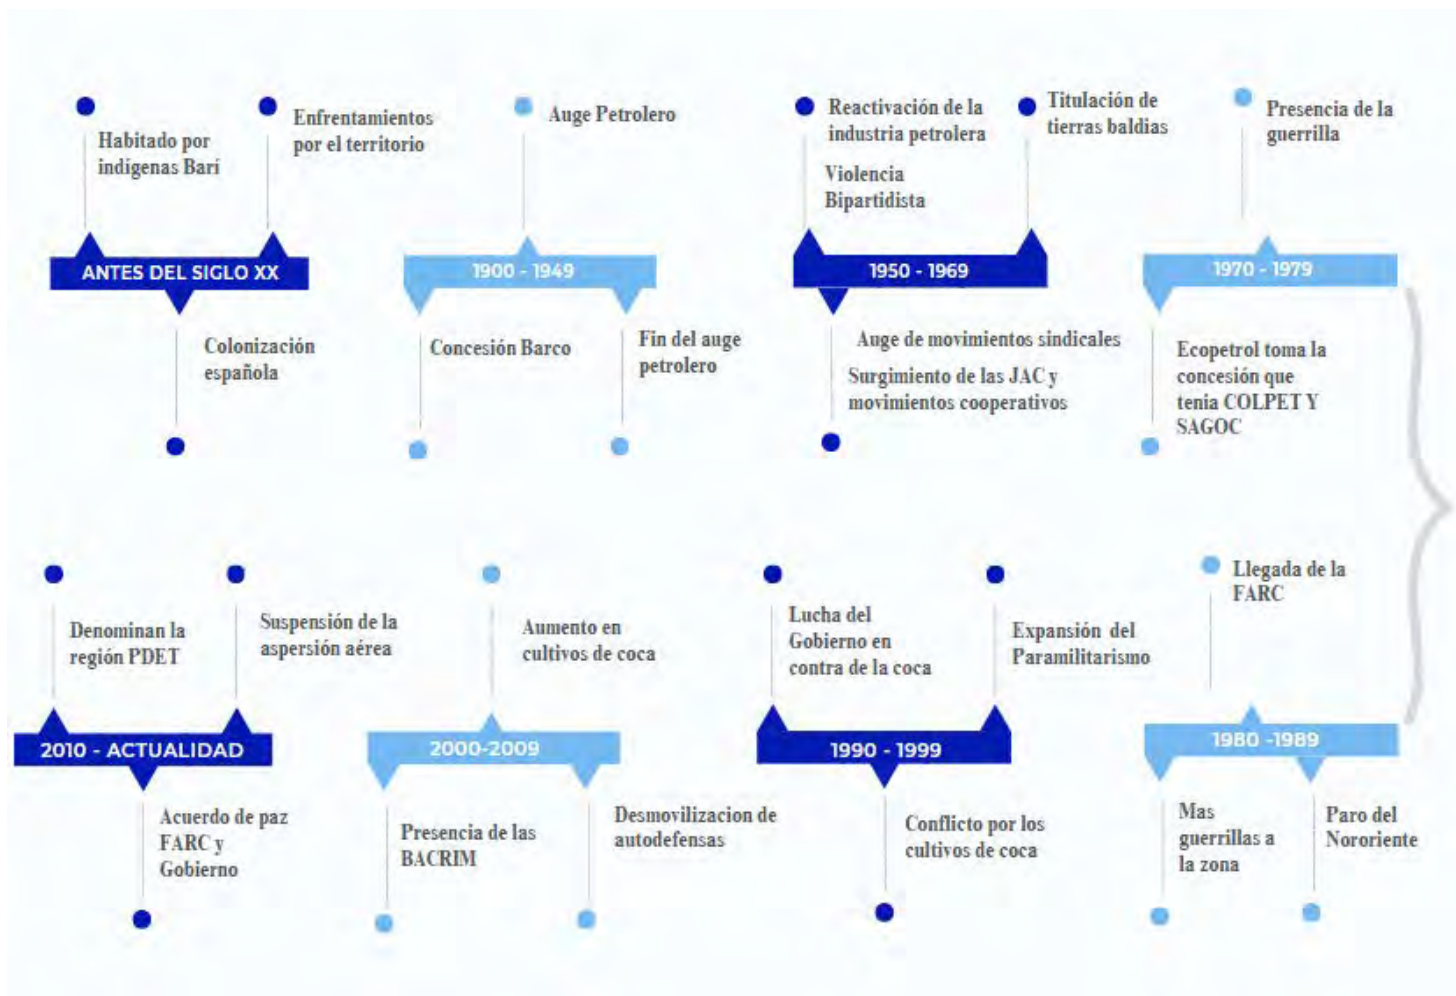 Habitado por
indígenas Barí
Enfrentamientos
por el territorio
ANTES DEL SIGLO XX
Colonización
española
Auge Petrolero
1900 - 1949
Concesión Barco
Fin del auge
petrolero
Reactivación de la
industria petrolera
Violencia
Bipartidista
Titulación de
tierras baldias
1950 - 1969
Auge de movimientos sindicales
Surgimiento de las JAC y
movimientos cooperativos
Presencia de la
guerrilla
1970 - 1979
Ecopetrol toma la
concesión que
tenia COLPET Y
SAGOC
Denominan la
región PDET
Suspensión de la
aspersión aérea
2010 - ACTUALIDAD
Acuerdo de paz
FARC y
Gobierno
Aumento en
cultivos de coca
2000-2009
Presencia de las
BACRIM
Desmovilizacion de
autodefensas
Lucha del
Gobierno en
contra de la coca
Expansión del
Paramilitarismo
1990 - 1999
Conflicto por los
cultivos de coca
Llegada de la
FARC
1980 -1989
Mas
guerrillas a
la zona
Paro del
Nororiente